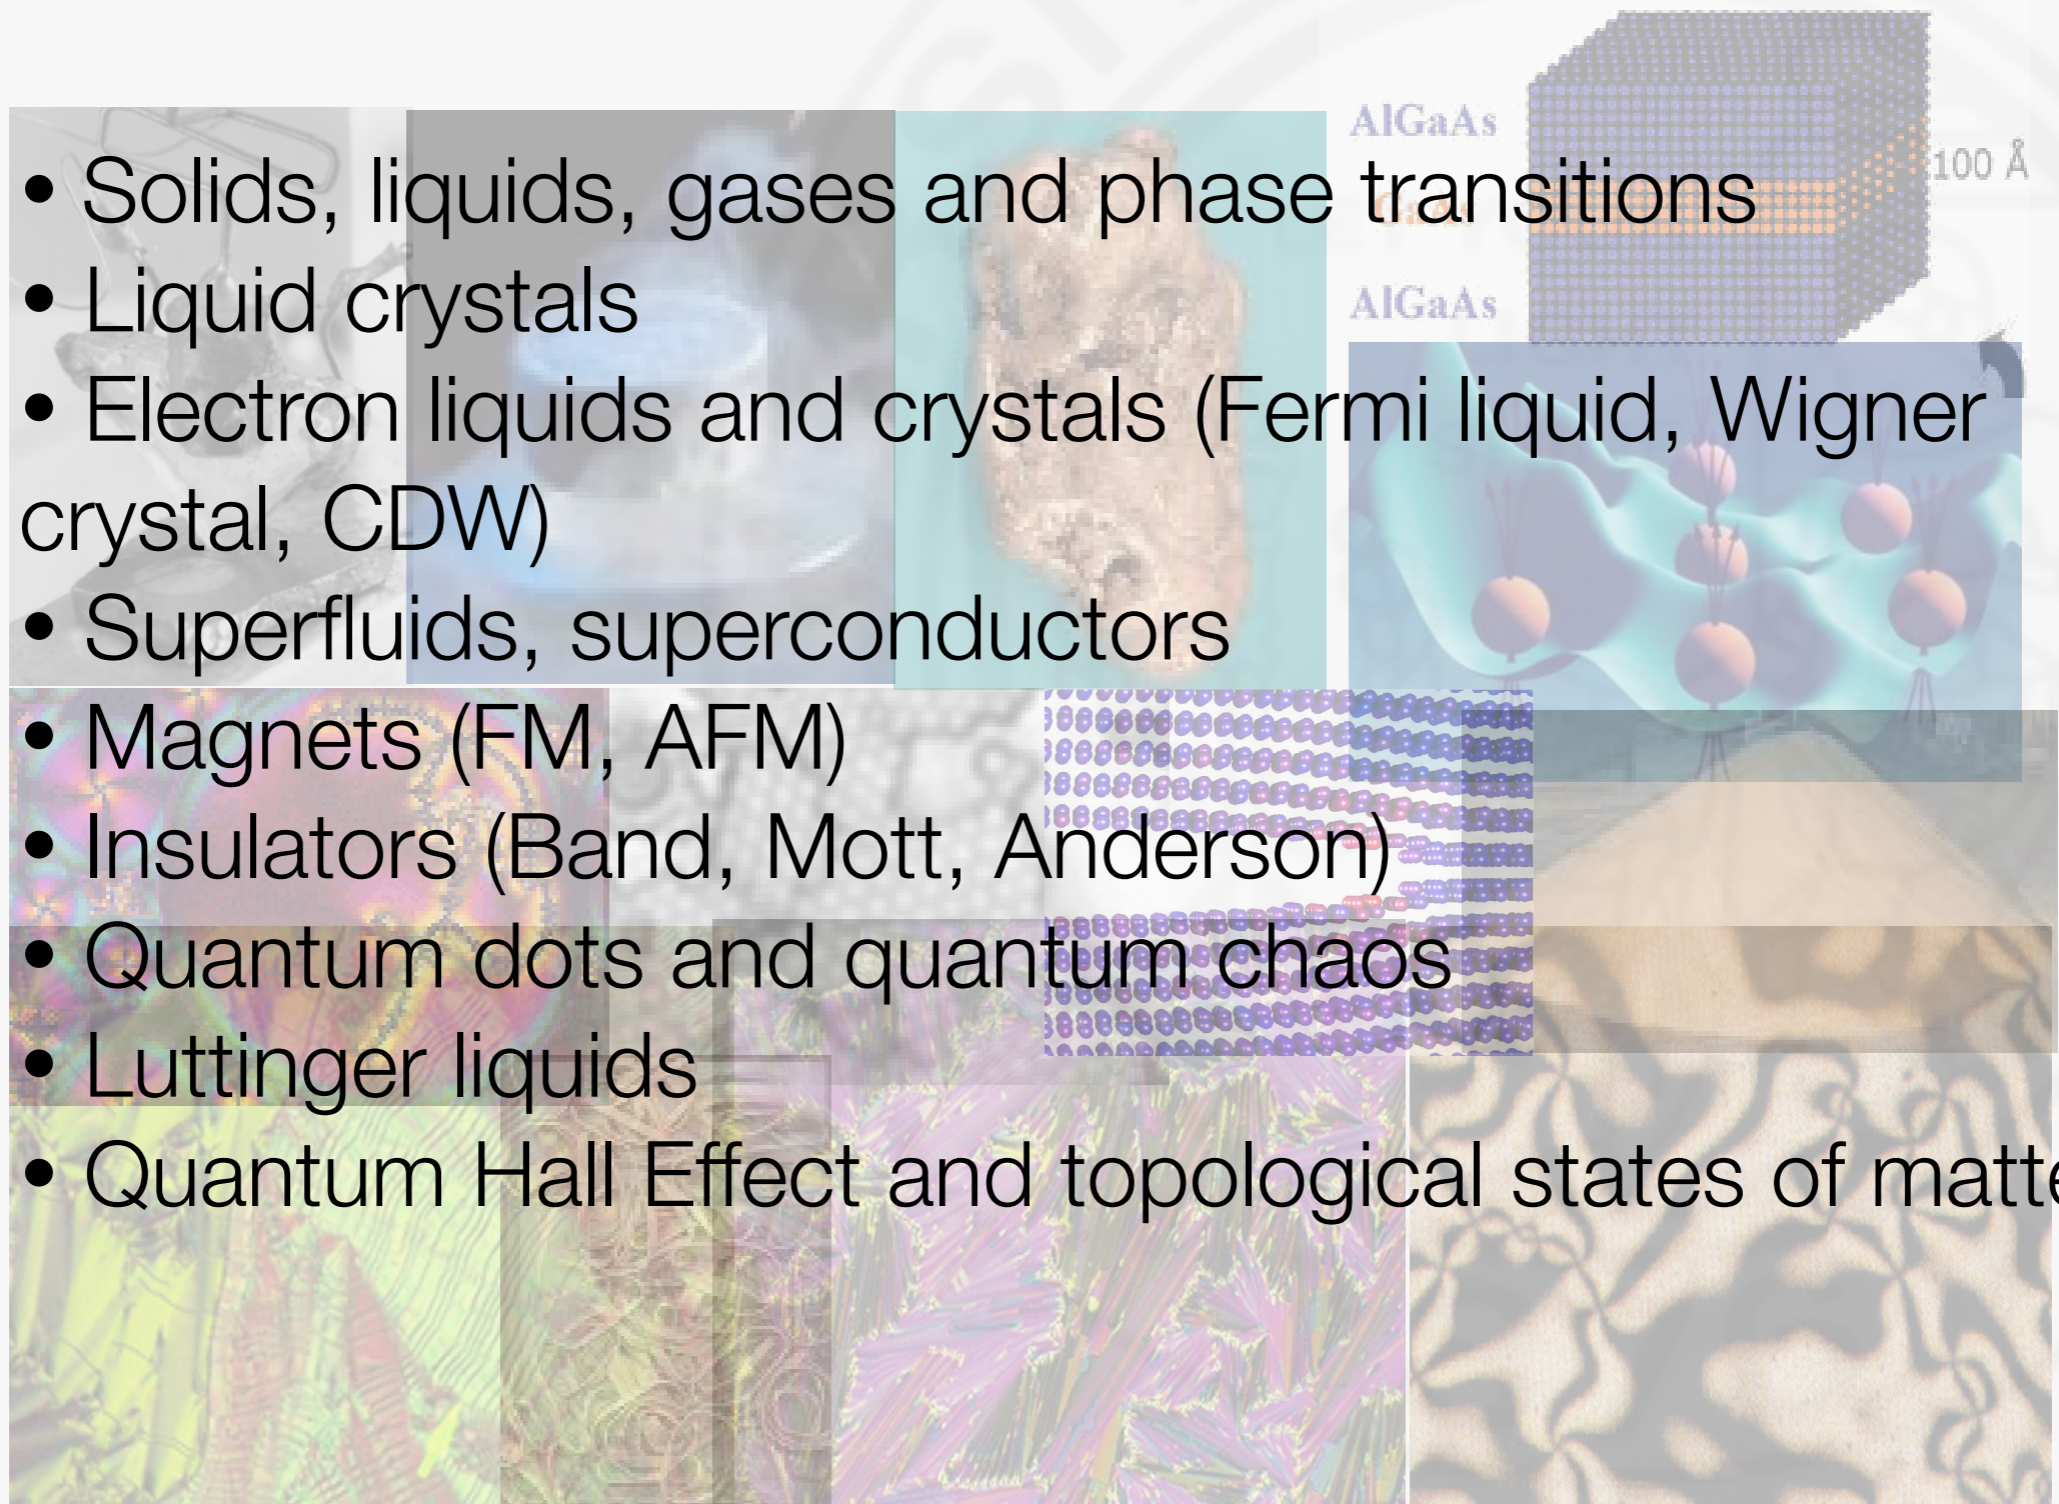 AlGaAs
100 Å
• Solids, liquids, gases and phase transitions
GaAs
• Liquid crystals
AlGaAs
• Electron liquids and crystals (Fermi liquid, Wigner
crystal, CDW)
• Superfluids, superconductors
• Magnets (FM, AFM)
• Insulators (Band, Mott, Anderson)
• Quantum dots and quantum chaos
• Luttinger liquids
• Quantum Hall Effect and topological states of matte